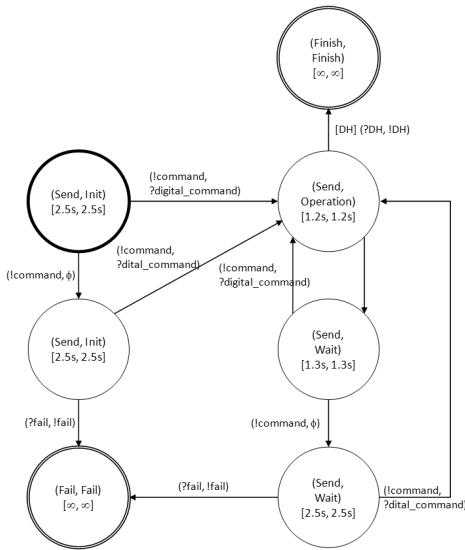 (Finish,
Finish)
[∞, ∞]
[DH] (?DH, !DH)
(Send, Init)
[2.5s, 2.5s]
(!command,
?digital_command)
(Send,
Operation)
[1.2s, 1.2s]
(!command,
?dital_command)
(!command,
?digital_command)
(!command, ϕ)
(Send, Init)
[2.5s, 2.5s]
(Send,
Wait)
[1.3s, 1.3s]
(?fail, !fail)
(!command, ϕ)
(Fail, Fail)
[∞, ∞]
(?fail, !fail)
(Send,
Wait)
[2.5s, 2.5s]
(!command,
?dital_command)